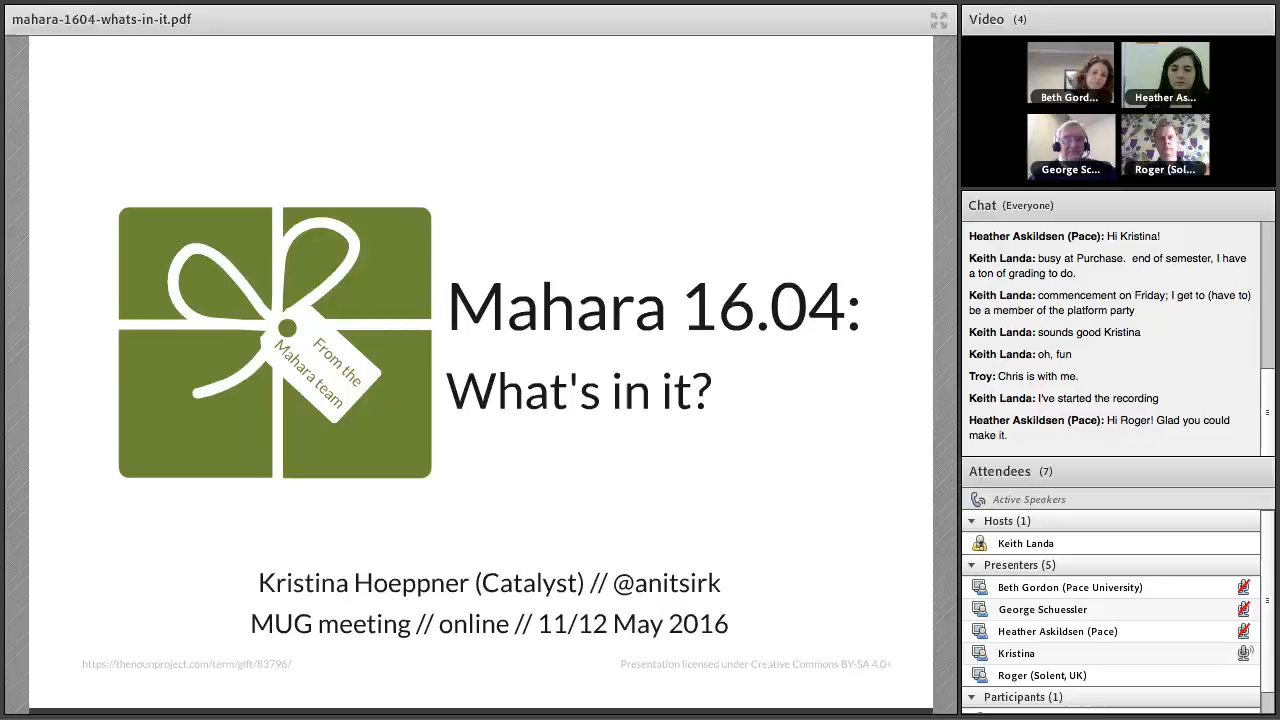 mahara-1604-whats-in-it.pdf
From the
Mahara team
Mahara 16.04:
What's in it?
Kristina Hoeppner (Catalyst) // @anitsirk
MUG meeting // online // 11/12 May 2016
https://thenounproject.com/term/gift/83796/
Presentation licensed under Creative Commons BY-SA 4.0+
Video (4)
Beth Gord...
Heather As...
George Sc...
Roger (Sol...
Chat (Everyone)
Heather Askildsen (Pace): Hi Kristina!
Keith Landa: busy at Purchase. end of semester, I have
a ton of grading to do.
Keith Landa: commencement on Friday; I get to (have to)
be a member of the platform party
Keith Landa: sounds good Kristina
Keith Landa: oh, fun
Troy: Chris is with me.
Keith Landa: I've started the recording
Heather Askildsen (Pace): Hi Roger! Glad you could
make it.
Attendees (7)
Active Speakers
Hosts (1)
Keith Landa
Presenters (5)
Beth Gordon (Pace University)
George Schuessler
Heather Askildsen (Pace)
Kristina
Roger (Solent, UK)
Participants (1)